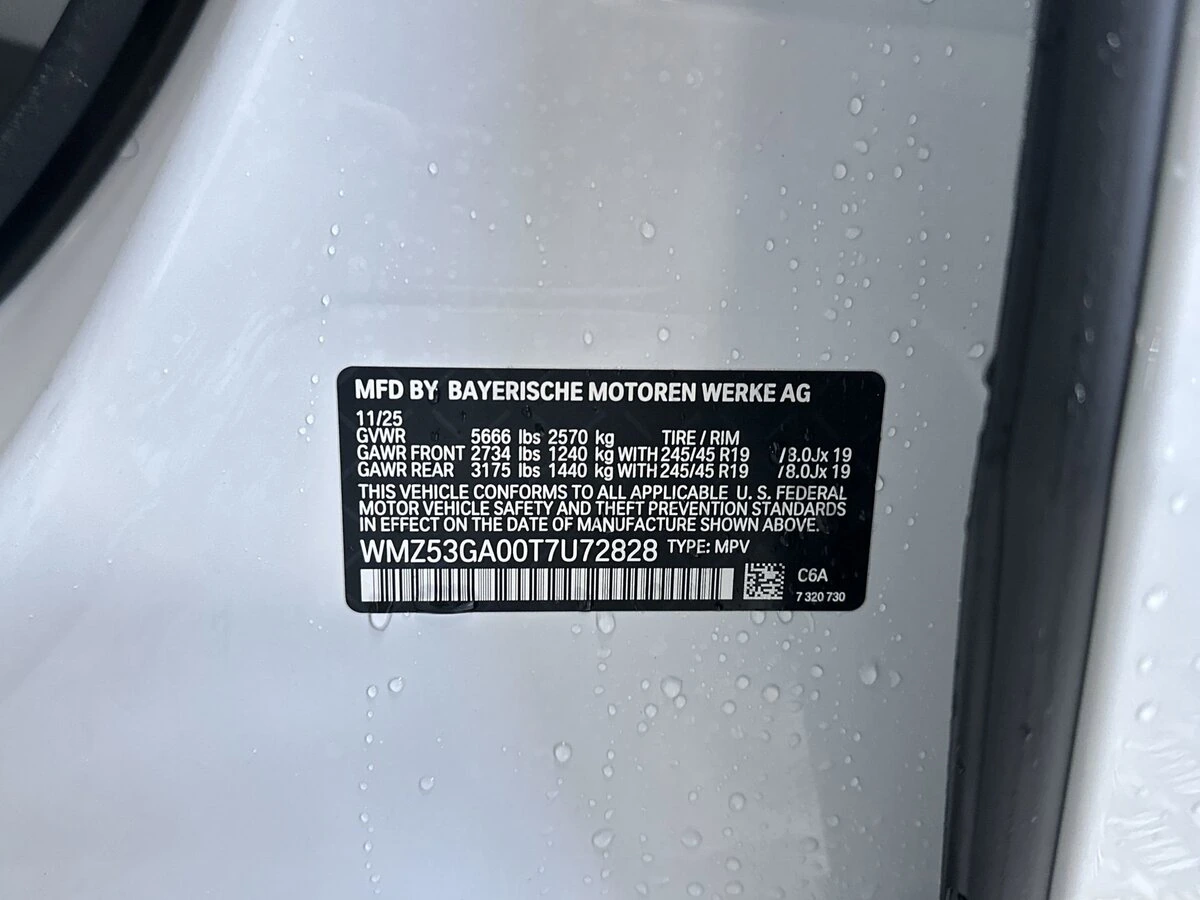 MFD BY BAYERISCHE MOTOREN WERKE AG
11/25
GVWR 5666 lbs 2570 kg TIRE / RIM
GAWR FRONT 2734 lbs 1240 kg WITH 245/45 R19 /8.0Jx 19
GAWR REAR 3175 lbs 1440 kg WITH 245/45 R19 /8.0Jx 19
THIS VEHICLE CONFORMS TO ALL APPLICABLE U. S. FEDERAL
MOTOR VEHICLE SAFETY AND THEFT PREVENTION STANDARDS
IN EFFECT ON THE DATE OF MANUFACTURE SHOWN ABOVE.
WMZ53GA00T7U72828 TYPE: MPV
C6A
7 320 730